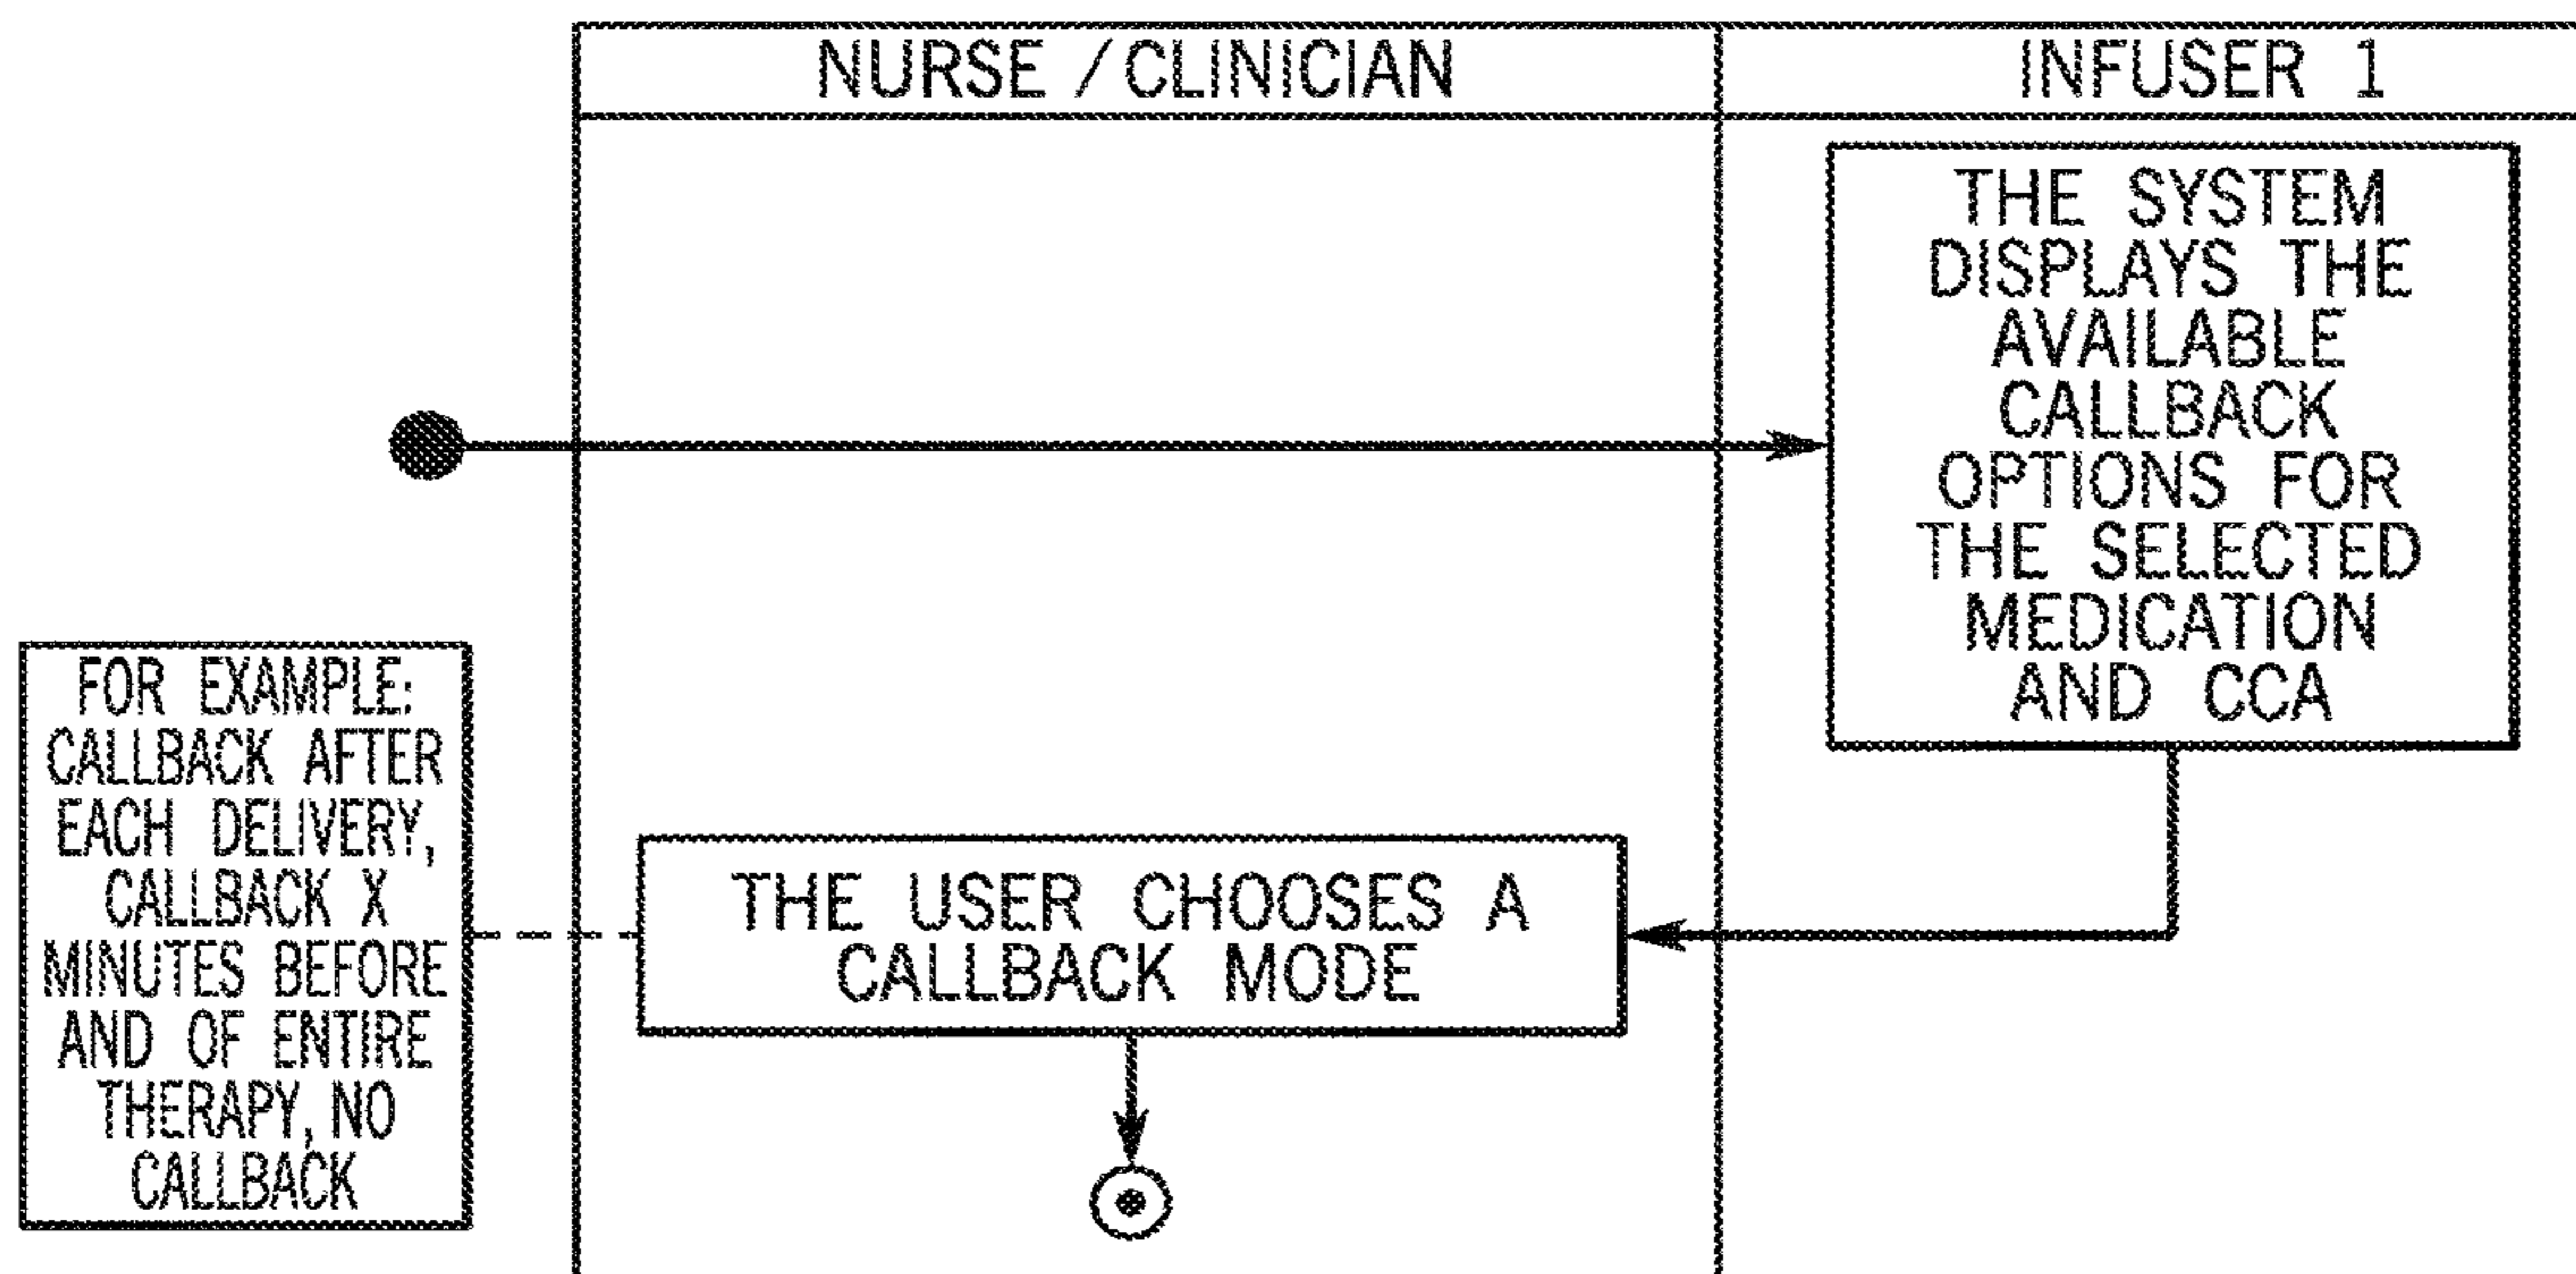 NURSE / CLINICIAN
INFUSER 1
THE SYSTEM
DISPLAYS THE
AVAILABLE
CALLBACK
OPTIONS FOR
THE SELECTED
MEDICATION
AND CCA
FOR EXAMPLE:
CALLBACK AFTER
EACH DELIVERY,
CALLBACK X
MINUTES BEFORE
AND OF ENTIRE
THERAPY, NO
CALLBACK
THE USER CHOOSES A
CALLBACK MODE